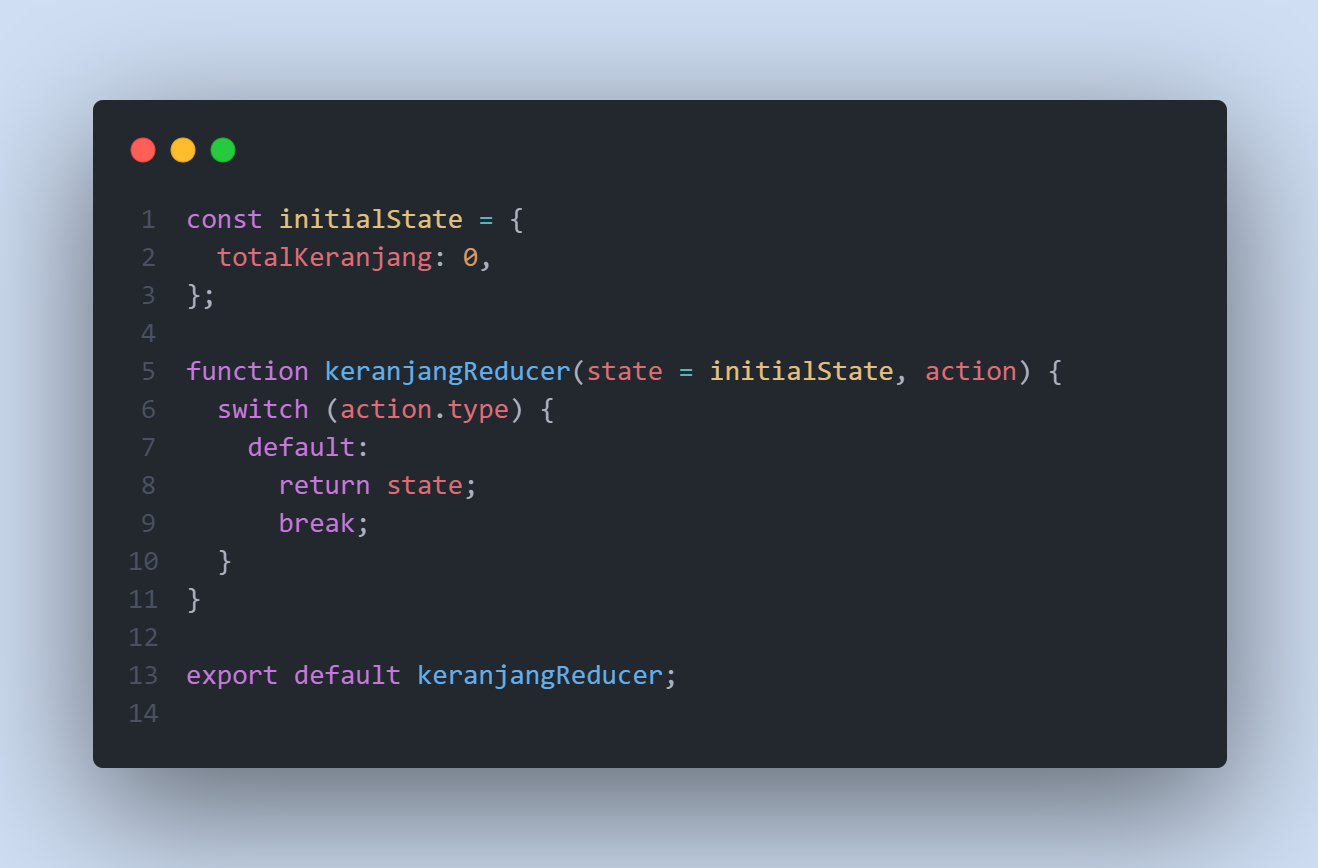 1 const initialState = {
2   totalKeranjang: 0,
3 };
4
5 function keranjangReducer(state = initialState, action) {
6   switch (action.type) {
7     default:
8       return state;
9       break;
10   }
11 }
12
13 export default keranjangReducer;
14